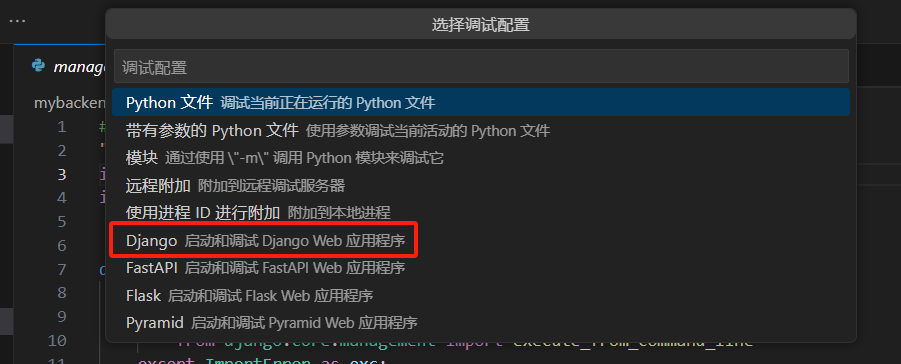 ...
选择调试配置
manage
调试配置
mybacken
Python 文件 调试当前正在运行的 Python 文件
1 #
带有参数的 Python 文件 使用参数调试当前活动的 Python 文件
2 "
模块 通过使用 \"-m\" 调用 Python 模块来调试它
3 i
远程附加 附加到远程调试服务器
4 i
使用进程 ID 进行附加 附加到本地进程
5
Django 启动和调试 Django Web 应用程序
6
FastAPI 启动和调试 FastAPI Web 应用程序
7 d
Flask 启动和调试 Flask Web 应用程序
8
Pyramid 启动和调试 Pyramid Web 应用程序
9
10 from django.core.management import execute_from_command_line
11 except ImportError as exc: